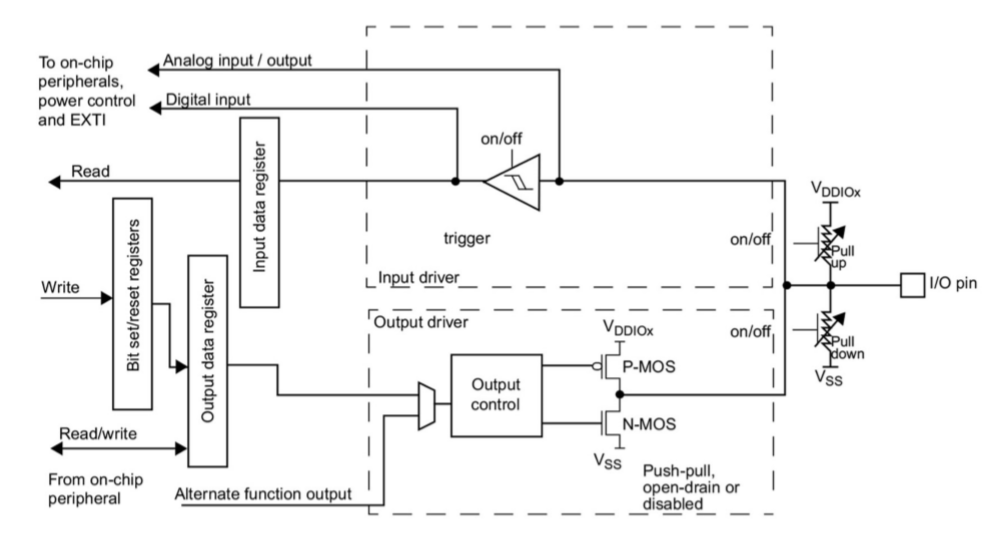 To on-chip
peripherals,
power control
and EXTI
Analog input / output
Digital input
on/off
Read
Input data register
trigger
Input driver
on/off
VDDIOx
Pull
up
I/O pin
Write
Bit set/reset registers
Output data register
Output driver
VDDIOx
on/off
P-MOS
Pull
down
VSS
Output
control
N-MOS
VSS
Read/write
From on-chip
peripheral
Alternate function output
Push-pull,
open-drain or
disabled